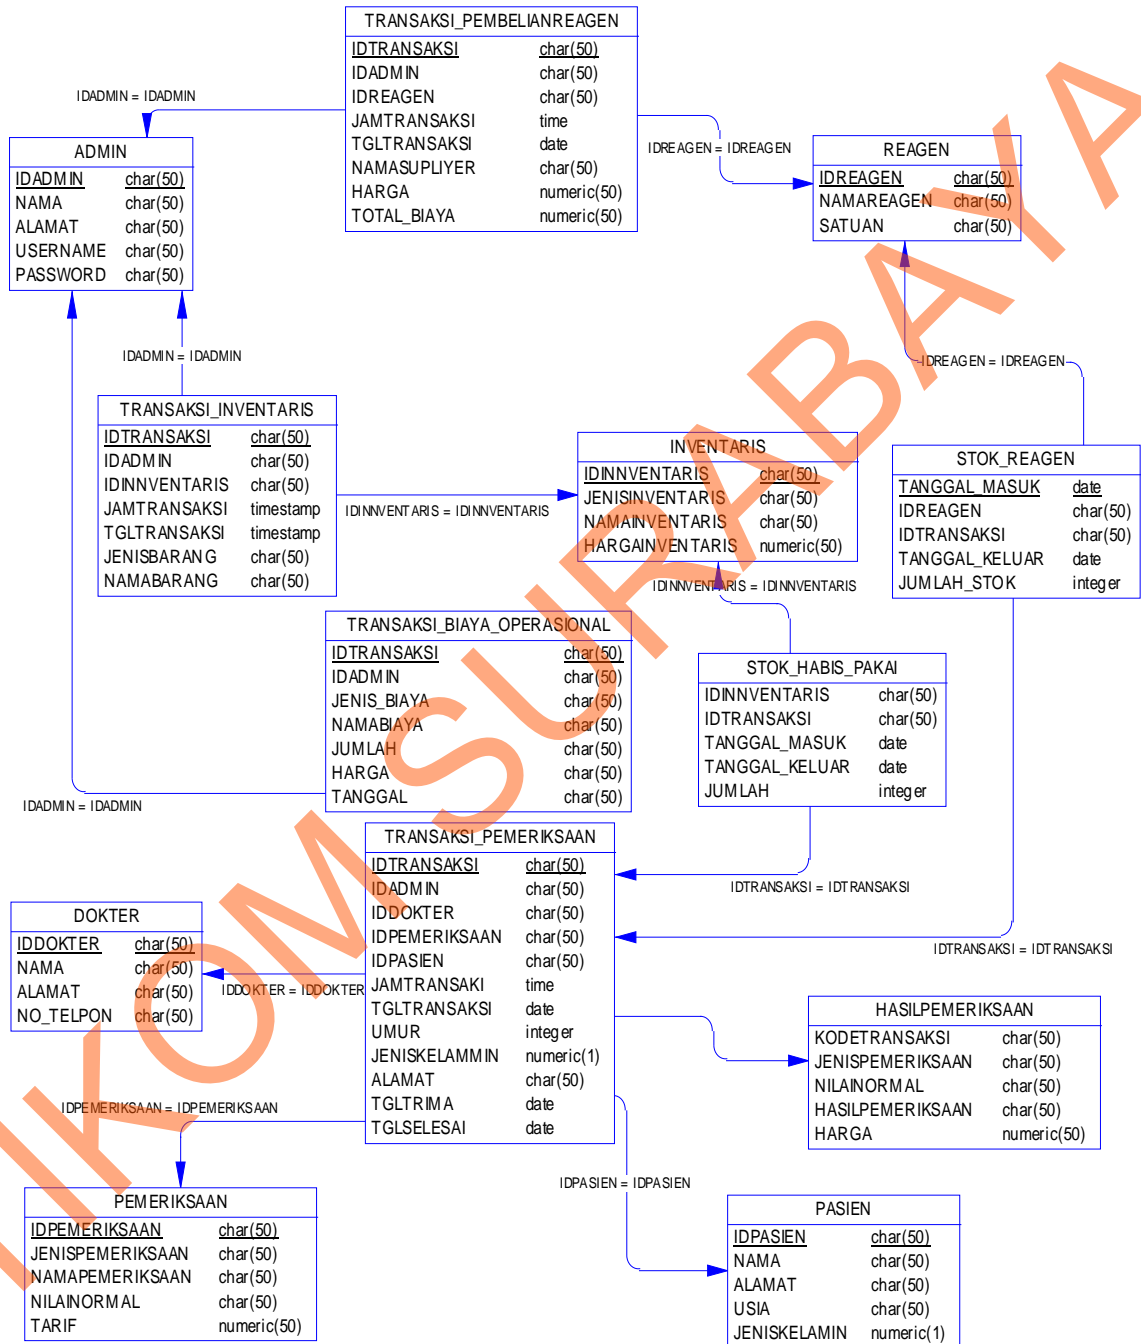 TRANSAKSI_PEMBELIANREAGEN
IDTRANSAKSI char(50)
IDADMIN char(50)
IDREAGEN char(50)
JAMTRANSAKSI time
TGLTRANSAKSI date
NAMASUPLIYER char(50)
HARGA numeric(50)
TOTAL_BIAYA numeric(50)
IDADMIN = IDADMIN
IDREAGEN = IDREAGEN
ADMIN
IDADMIN char(50)
NAMA char(50)
ALAMAT char(50)
USERNAME char(50)
PASSWORD char(50)
REAGEN
IDREAGEN char(50)
NAMAREAGEN char(50)
SATUAN char(50)
IDADMIN = IDADMIN
IDREAGEN = IDREAGEN
TRANSAKSI_INVENTARIS
IDTRANSAKSI char(50)
IDADMIN char(50)
IDINNVENTARIS char(50)
JAMTRANSAKSI timestamp
TGLTRANSAKSI timestamp
JENISBARANG char(50)
NAMABARANG char(50)
IDINNVENTARIS = IDINNVENTARIS
INVENTARIS
IDINNVENTARIS char(50)
JENISINVENTARIS char(50)
NAMAINVENTARIS char(50)
HARGAINVENTARIS numeric(50)
STOK_REAGEN
TANGGAL_MASUK date
IDREAGEN char(50)
IDTRANSAKSI char(50)
TANGGAL_KELUAR date
JUMLAH_STOK integer
IDINNVENTARIS = IDINNVENTARIS
TRANSAKSI_BIAYA_OPERASIONAL
IDTRANSAKSI char(50)
IDADMIN char(50)
JENIS_BIAYA char(50)
NAMABIAYA char(50)
JUMLAH char(50)
HARGA char(50)
TANGGAL char(50)
STOK_HABIS_PAKAI
IDINNVENTARIS char(50)
IDTRANSAKSI char(50)
TANGGAL_MASUK date
TANGGAL_KELUAR date
JUMLAH integer
IDADMIN = IDADMIN
TRANSAKSI_PEMERIKSAAN
IDTRANSAKSI char(50)
IDADMIN char(50)
IDDOKTER char(50)
IDPEMERIKSAAN char(50)
IDPASIEN char(50)
JAMTRANSAKI time
TGLTRANSAKSI date
UMUR integer
JENISKELAMMIN numeric(1)
ALAMAT char(50)
TGLTRIMA date
TGLSELESAI date
IDTRANSAKSI = IDTRANSAKSI
IDTRANSAKSI = IDTRANSAKSI
DOKTER
IDDOKTER char(50)
NAMA char(50)
ALAMAT char(50)
NO_TELPON char(50)
IDDOKTER = IDDOKTER
HASILPEMERIKSAAN
KODETRANSAKSI char(50)
JENISPEMERIKSAAN char(50)
NILAINORMAL char(50)
HASILPEMERIKSAAN char(50)
HARGA numeric(50)
IDPEMERIKSAAN = IDPEMERIKSAAN
IDPASIEN = IDPASIEN
PEMERIKSAAN
IDPEMERIKSAAN char(50)
JENISPEMERIKSAAN char(50)
NAMAPEMERIKSAAN char(50)
NILAINORMAL char(50)
TARIF numeric(50)
PASIEN
IDPASIEN char(50)
NAMA char(50)
ALAMAT char(50)
USIA char(50)
JENISKELAMIN numeric(1)
IKOM SURABAYA